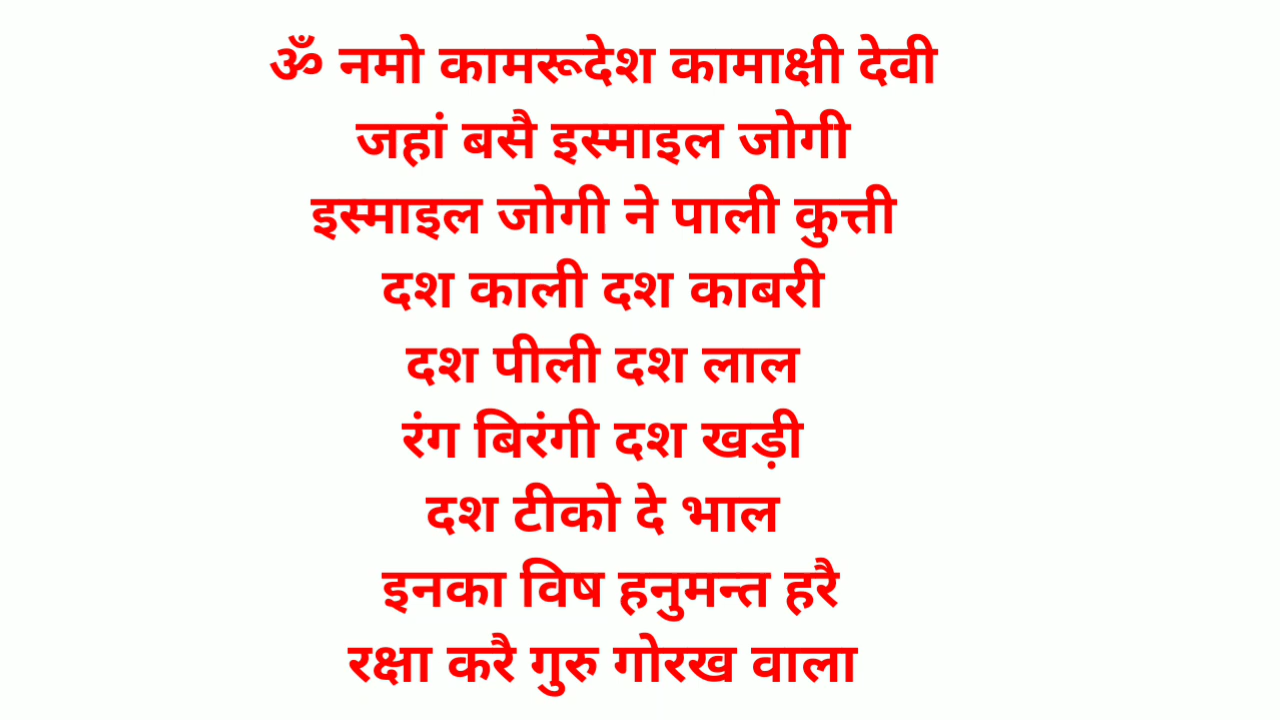 ॐ नमो कामरूदेश कामाक्षी देवी
जहां बसै इस्माइल जोगी
इस्माइल जोगी ने पाली कुत्ती
दश काली दश काबरी
दश पीली दश लाल
रंग बिरंगी दश खड़ी
दश टीको दे भाल
इनका विष हनुमन्त हरै
रक्षा करै गुरु गोरख वाला